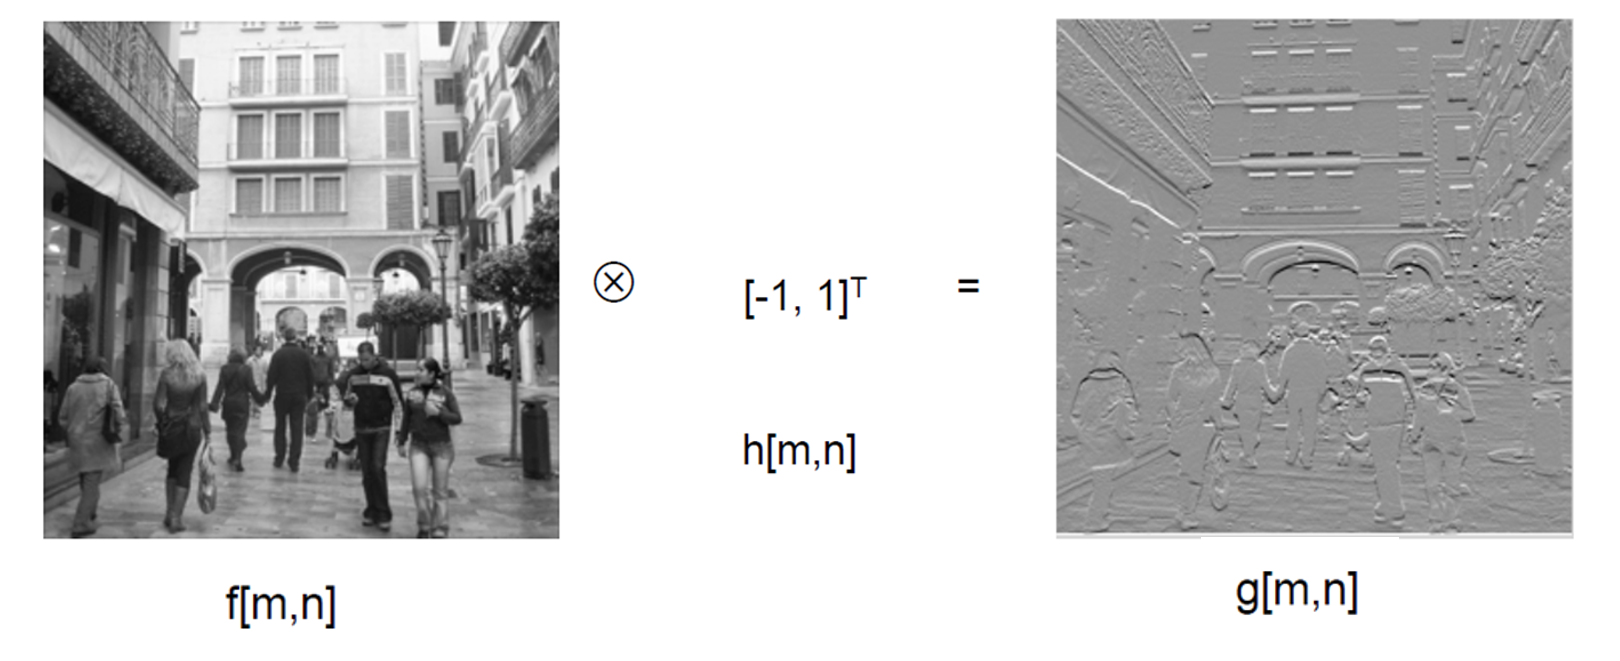 ⊗ [-1, 1]ᵀ =
h[m,n]
f[m,n] g[m,n]